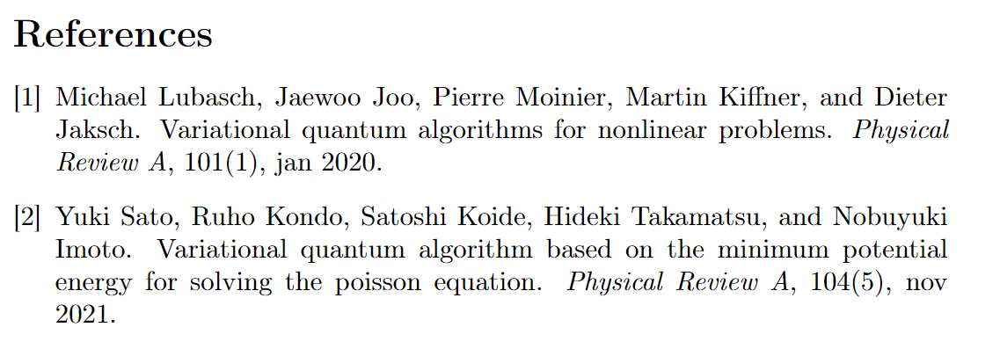 References
[1] Michael Lubasch, Jaewoo Joo, Pierre Moinier, Martin Kiffner, and Dieter
Jaksch. Variational quantum algorithms for nonlinear problems. Physical
Review A, 101(1), jan 2020.
[2] Yuki Sato, Ruho Kondo, Satoshi Koide, Hideki Takamatsu, and Nobuyuki
Imoto. Variational quantum algorithm based on the minimum potential
energy for solving the poisson equation. Physical Review A, 104(5), nov
2021.